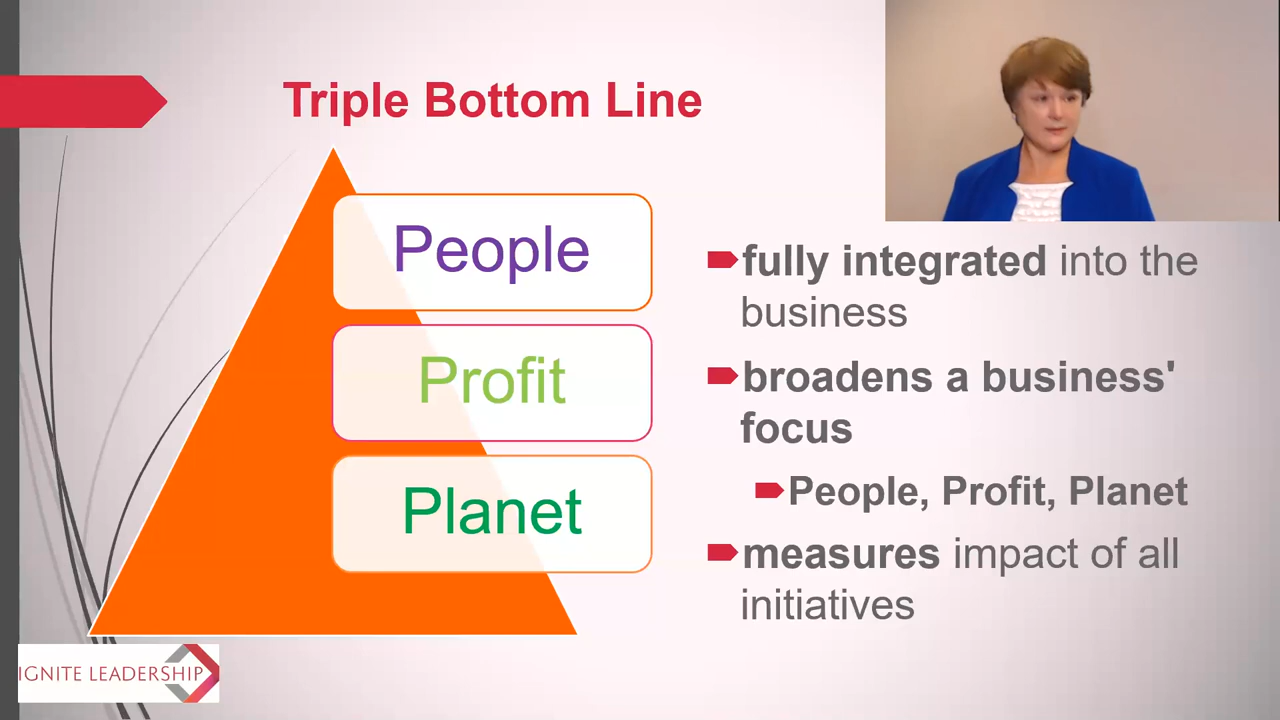 Triple Bottom Line
People
Profit
Planet
fully integrated into the
business
broadens a business'
focus
People, Profit, Planet
measures impact of all
initiatives
IGNITE LEADERSHIP